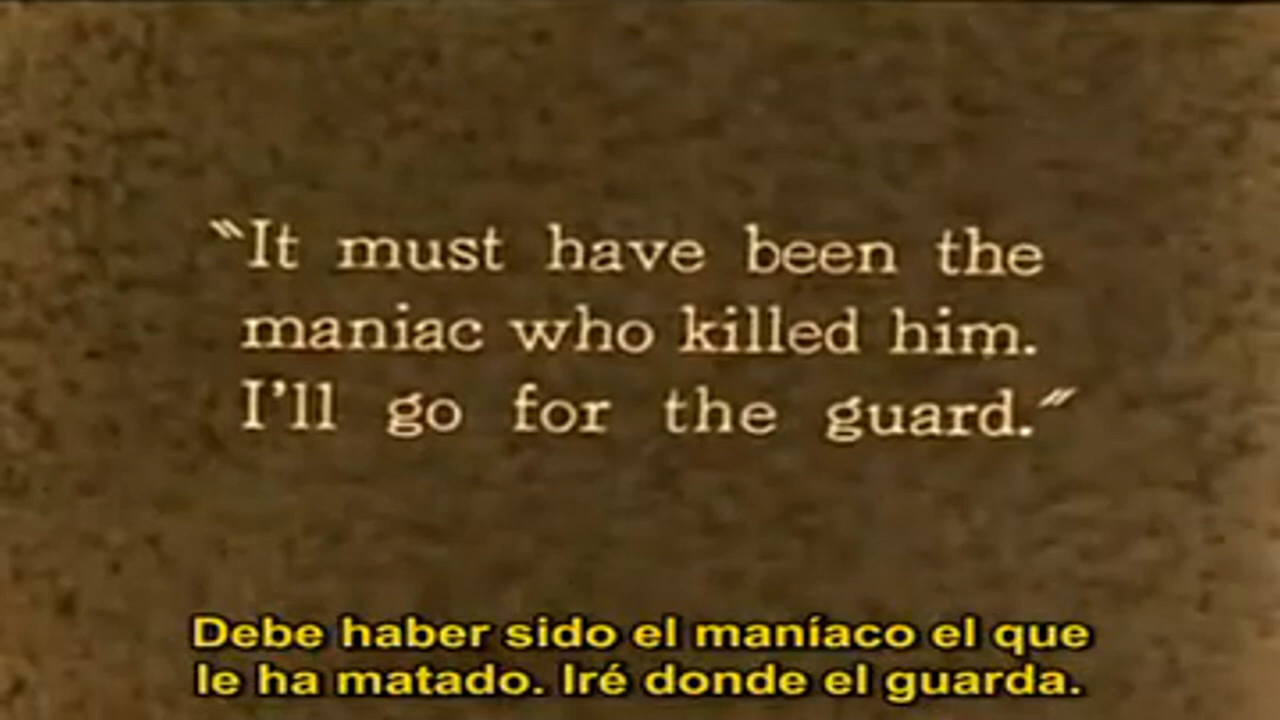 "It must have been the
maniac who killed him.
I'll go for the guard."
Debe haber sido el maníaco el que
le ha matado. Iré donde el guarda.